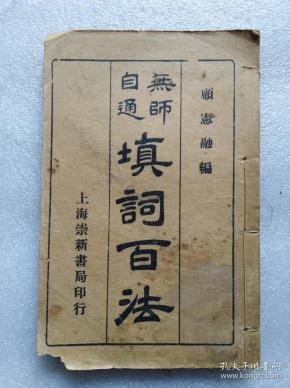 顧憲融編
無師
自通
填詞百法
上海崇新書局印行
孔夫子旧书网